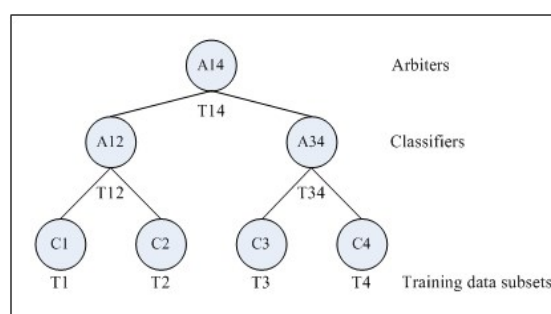 A14 Arbiters
T14
A12 A34 Classifiers
T12 T34
C1 C2 C3 C4
T1 T2 T3 T4 Training data subsets